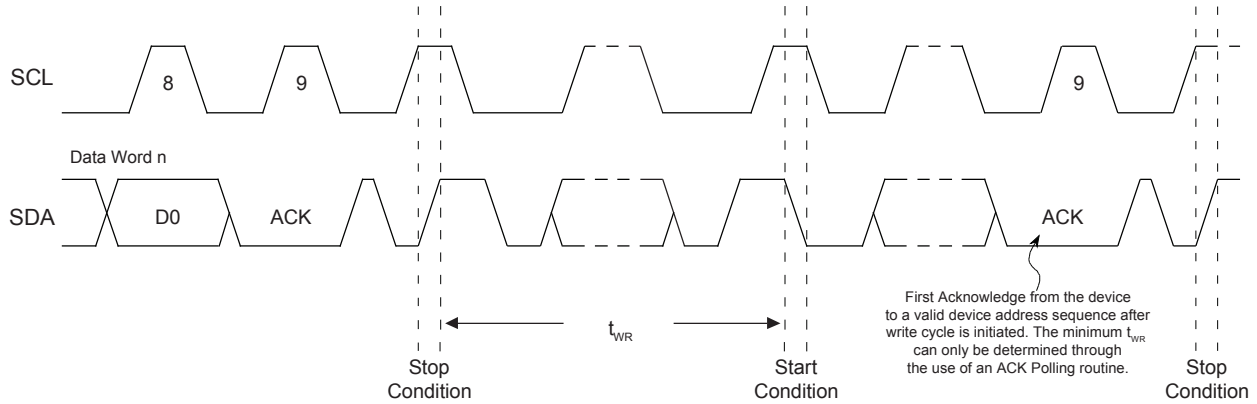 SCL
8
9
9
Data Word n
SDA
D0
ACK
ACK
First Acknowledge from the device
to a valid device address sequence after
write cycle is initiated. The minimum tWR
can only be determined through
the use of an ACK Polling routine.
tWR
Stop
Condition
Start
Condition
Stop
Condition